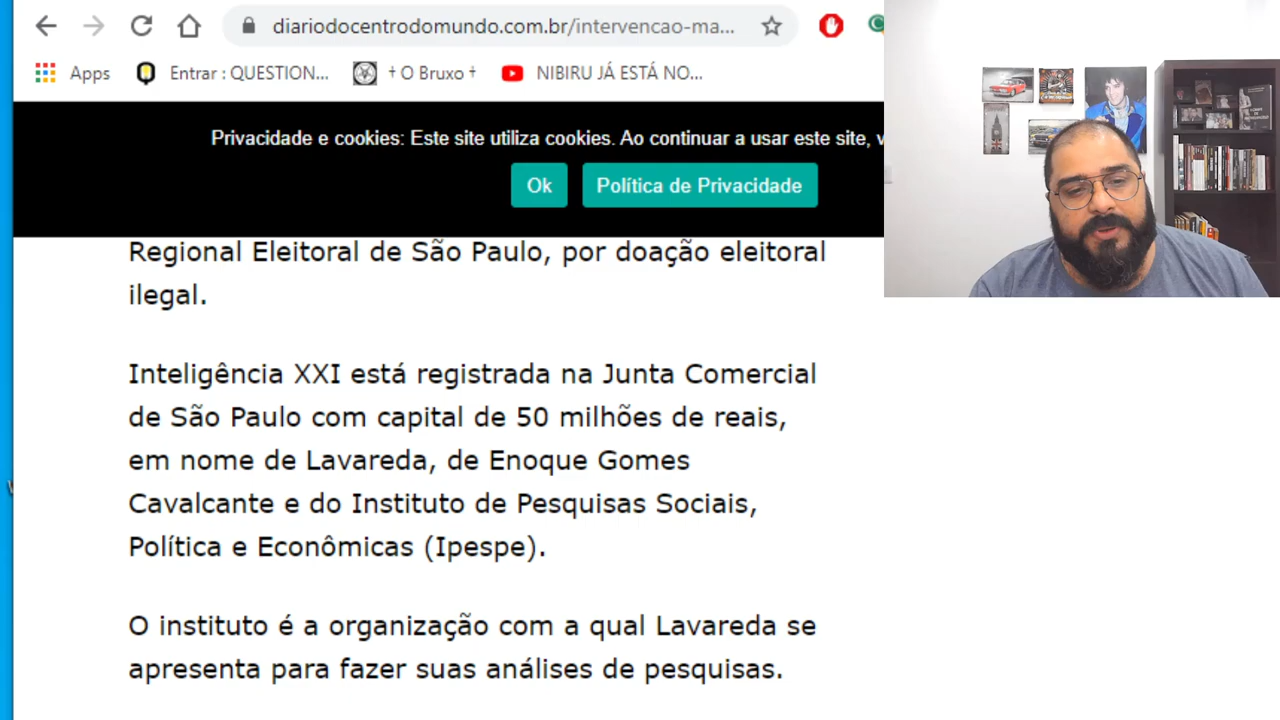 diariodocentrodomundo.com.br/intervencao-ma...
Apps
Entrar : QUESTION...
† O Bruxo †
NIBIRU JÁ ESTÁ NO...
Privacidade e cookies: Este site utiliza cookies. Ao continuar a usar este site, v
Ok
Política de Privacidade
Regional Eleitoral de São Paulo, por doação eleitoral
ilegal.
Inteligência XXI está registrada na Junta Comercial
de São Paulo com capital de 50 milhões de reais,
em nome de Lavareda, de Enoque Gomes
Cavalcante e do Instituto de Pesquisas Sociais,
Política e Econômicas (Ipespe).
O instituto é a organização com a qual Lavareda se
apresenta para fazer suas análises de pesquisas.